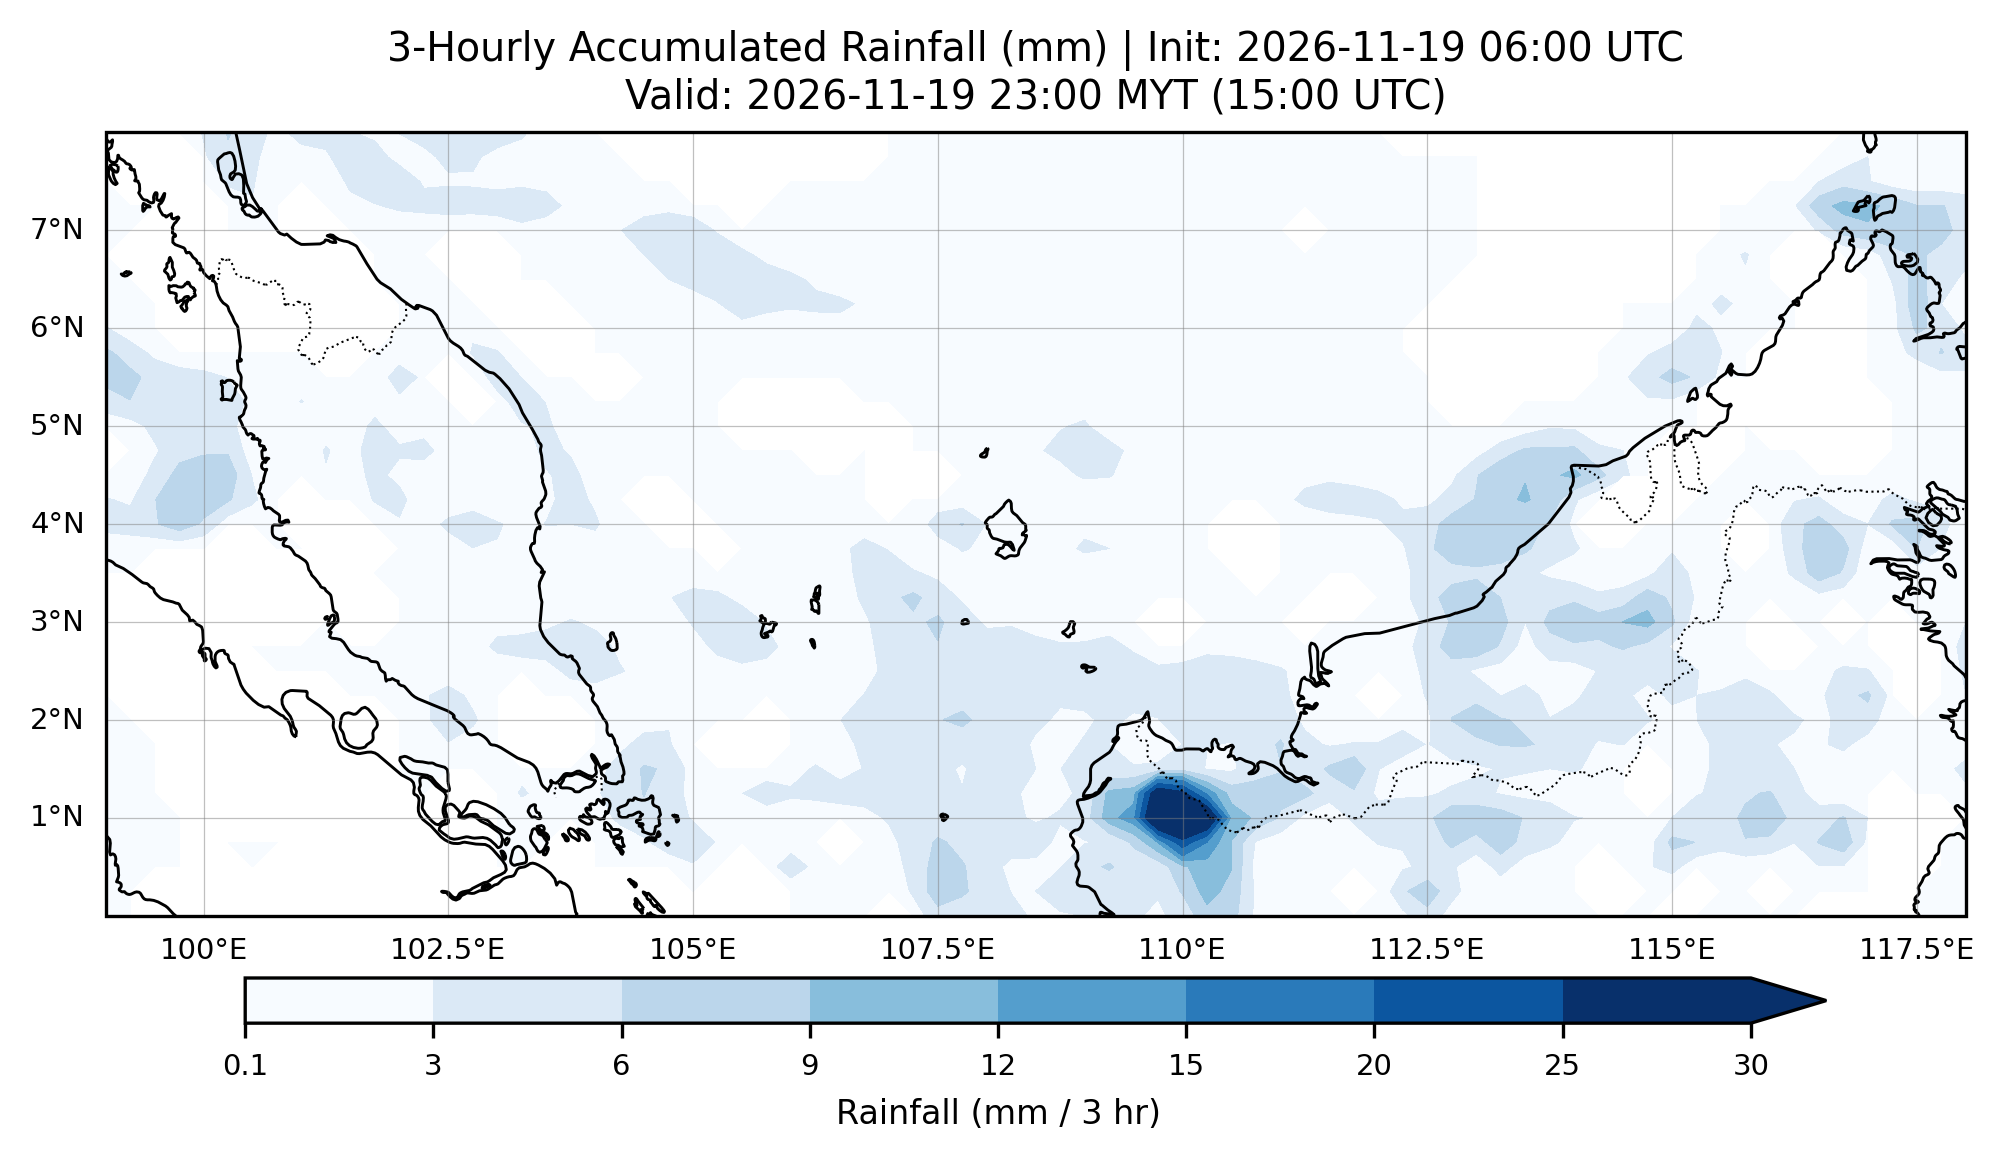 3-Hourly Accumulated Rainfall (mm) | Init: 2026-11-19 06:00 UTC
Valid: 2026-11-19 23:00 MYT (15:00 UTC)
7°N
6°N
5°N
4°N
3°N
2°N
1°N
100°E 102.5°E 105°E 107.5°E 110°E 112.5°E 115°E 117.5°E
0.1 3 6 9 12 15 20 25 30
Rainfall (mm / 3 hr)